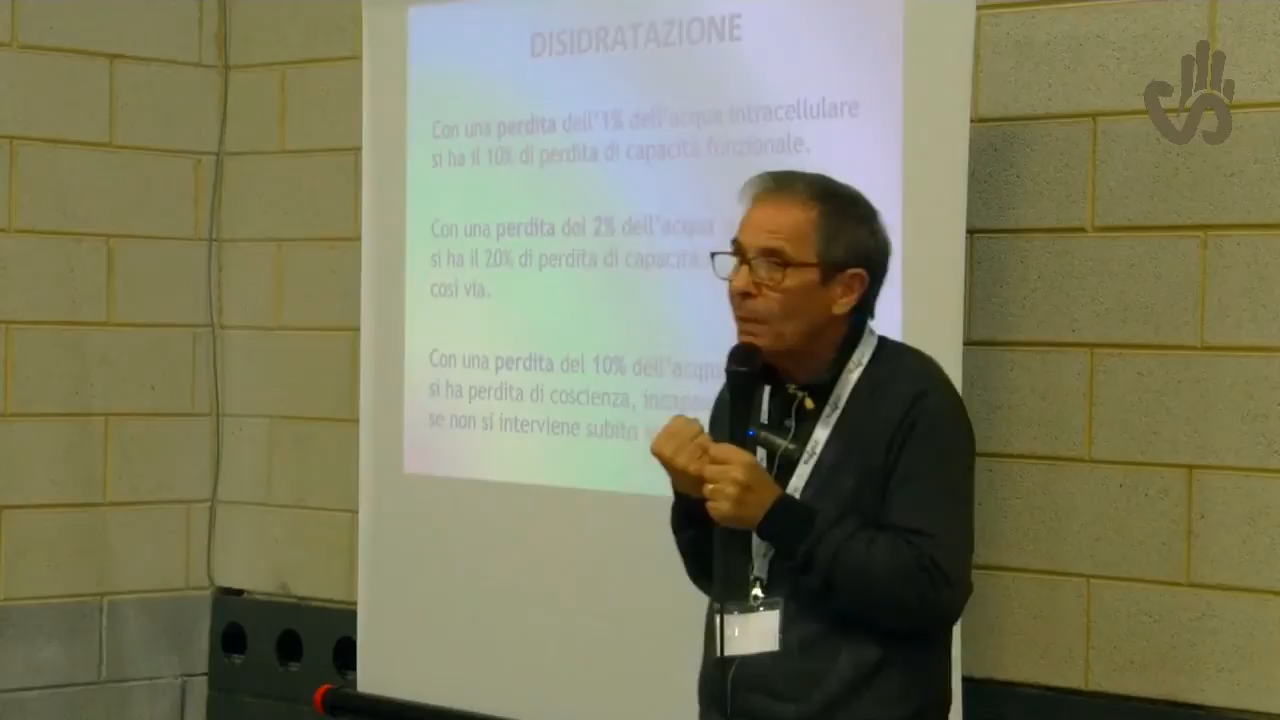 DISIDRATAZIONE
Con una perdita dell'1% dell'acqua intracellulare
si ha il 10% di perdita di capacità funzionale.
Con una perdita del 2% dell'acqua
si ha il 20% di perdita di capacità
così via.
Con una perdita del 10% dell'acqua
si ha perdita di coscienza,
se non si interviene subito